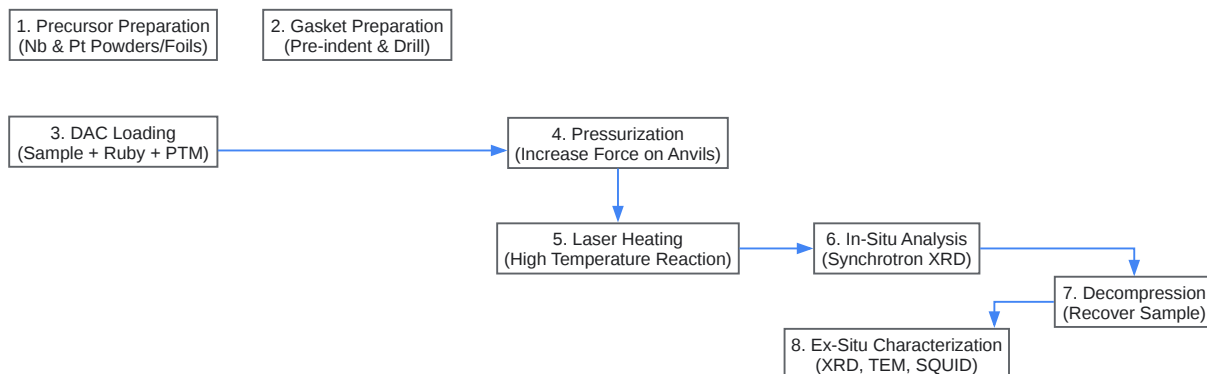 1. Precursor Preparation
(Nb & Pt Powders/Foils)
2. Gasket Preparation
(Pre-indent & Drill)
3. DAC Loading
(Sample + Ruby + PTM)
4. Pressurization
(Increase Force on Anvils)
5. Laser Heating
(High Temperature Reaction)
6. In-Situ Analysis
(Synchrotron XRD)
7. Decompression
(Recover Sample)
8. Ex-Situ Characterization
(XRD, TEM, SQUID)